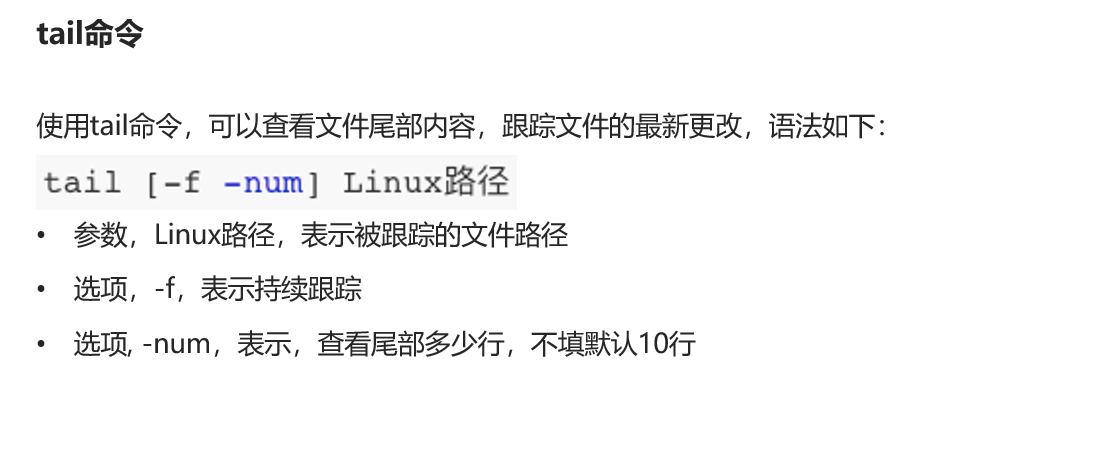 tail命令
使用tail命令，可以查看文件尾部内容，跟踪文件的最新更改，语法如下：
tail [-f -num] Linux路径
• 参数，Linux路径，表示被跟踪的文件路径
• 选项，-f，表示持续跟踪
• 选项, -num，表示，查看尾部多少行，不填默认10行